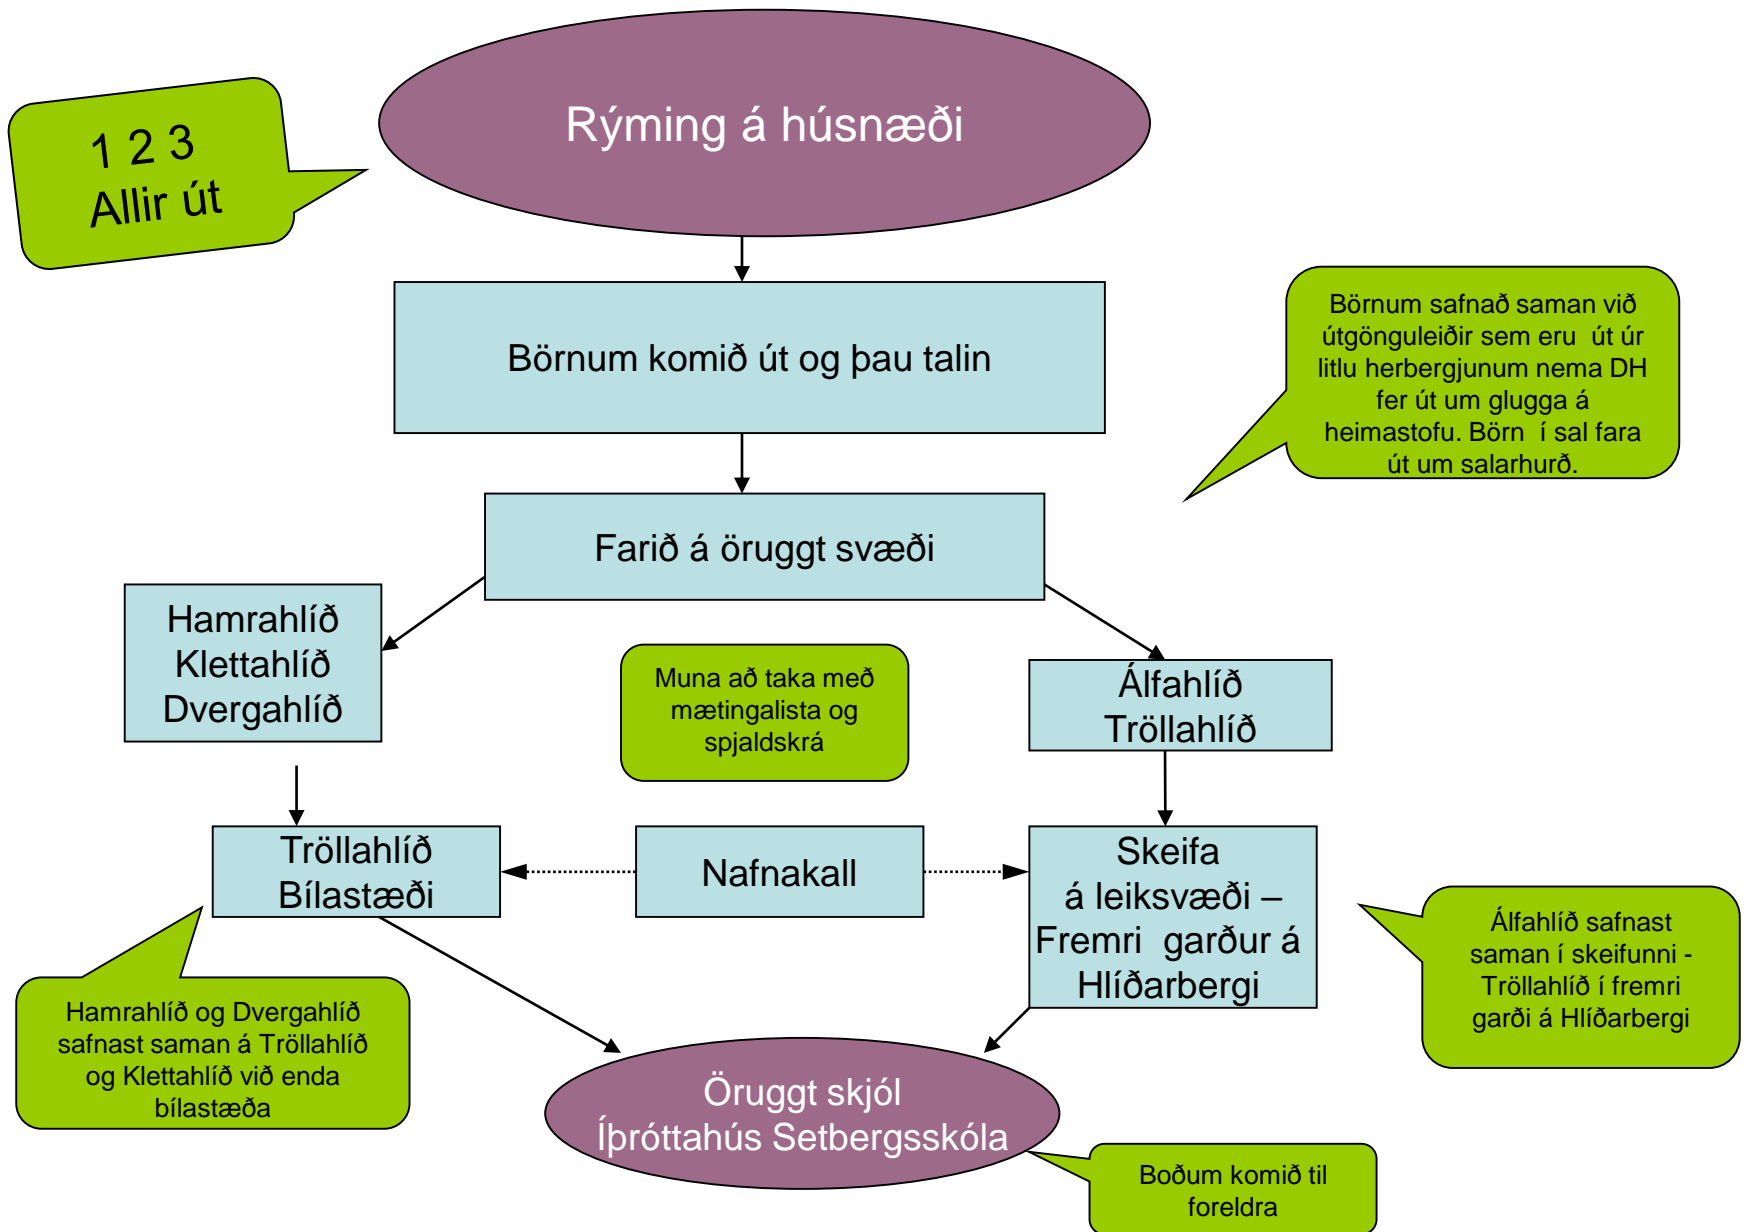 Rýming á húsnæði
1 2 3
Allir út
Börnum komið út og þau talin
Börnum safnað saman við
útgönguleiðir sem eru út úr
litlu herbergjunum nema DH
fer út um glugga á
heimastofu. Börn í sal fara
út um salarhurð.
Farið á öruggt svæði
Hamrahlíð
Klettahlíð
Dvergahlíð
Muna að taka með
mætingalista og
spjaldskrá
Álfahlíð
Tröllahlíð
Tröllahlíð
Bílastæði
Nafnakall
Skeifa
á leiksvæði –
Fremri garður á
Hlíðarbergi
Hamrahlíð og Dvergahlíð
safnast saman á Tröllahlíð
og Klettahlíð við enda
bílastæða
Álfahlíð safnast
saman í skeifunni -
Tröllahlíð í fremri
garði á Hlíðarbergi
Öruggt skjól
Íþróttahús Setbergsskóla
Boðum komið til
foreldra